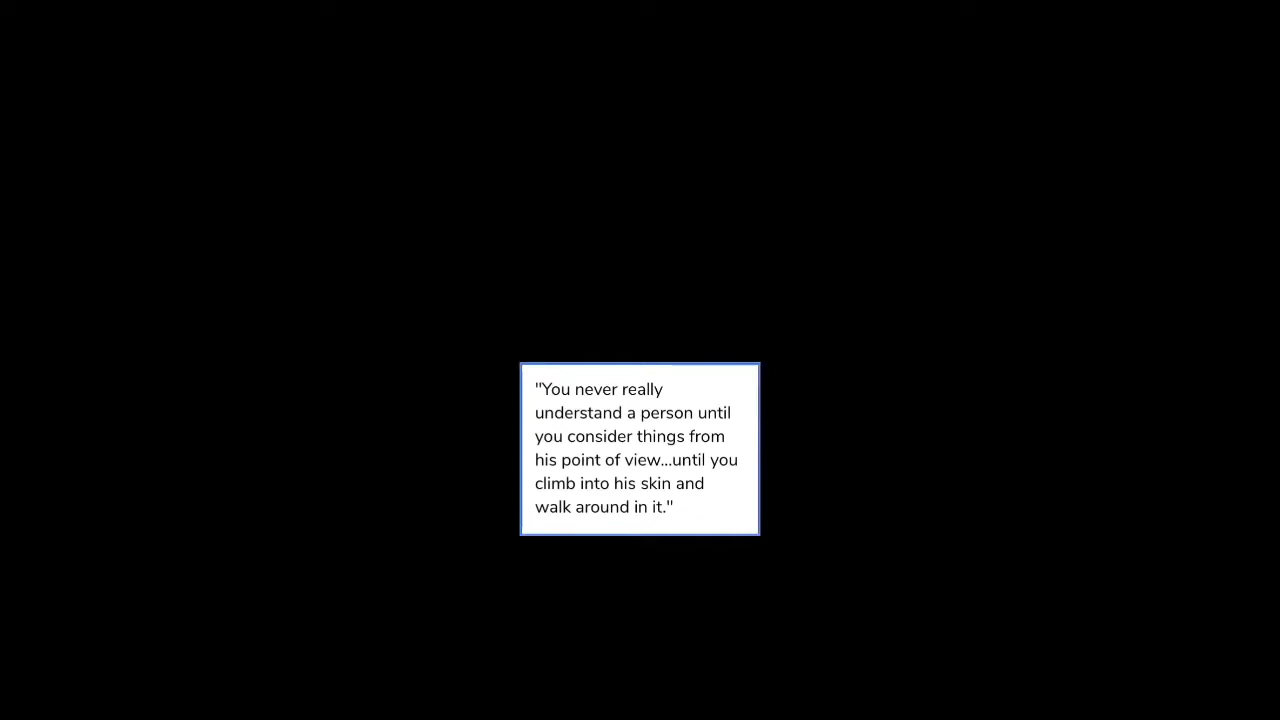 "You never really
understand a person until
you consider things from
his point of view...until you
climb into his skin and
walk around in it."